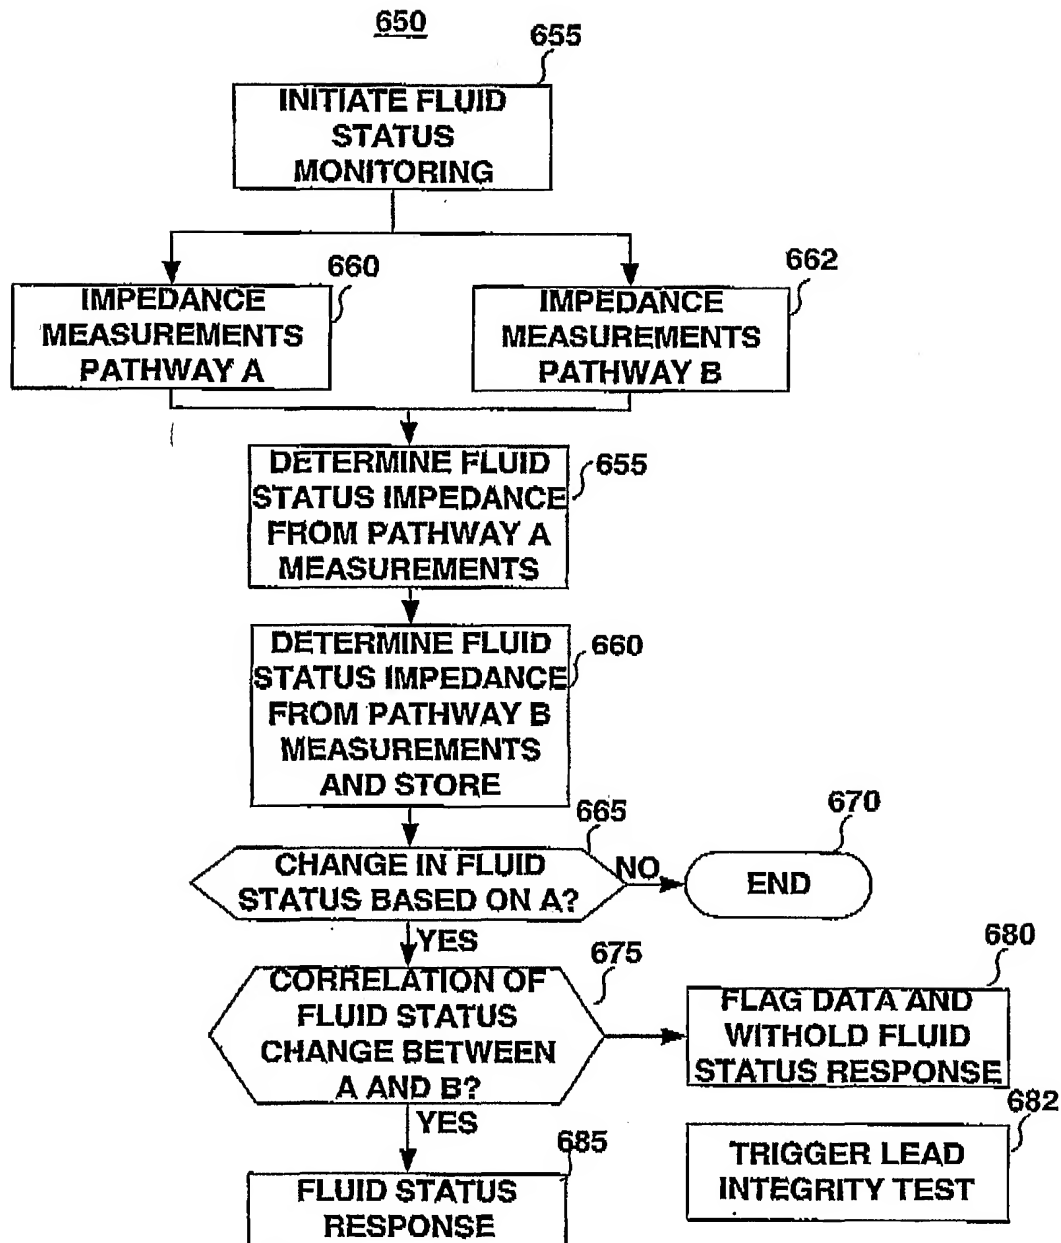 650
655
INITIATE FLUID
STATUS
MONITORING
660
IMPEDANCE
MEASUREMENTS
PATHWAY A
662
IMPEDANCE
MEASUREMENTS
PATHWAY B
DETERMINE FLUID
STATUS IMPEDANCE
FROM PATHWAY A
MEASUREMENTS
655
DETERMINE FLUID
STATUS IMPEDANCE
FROM PATHWAY B
MEASUREMENTS
AND STORE
660
665
CHANGE IN FLUID
STATUS BASED ON A?
NO
670
END
YES
675
CORRELATION OF
FLUID STATUS
CHANGE BETWEEN
A AND B?
680
FLAG DATA AND
WITHOLD FLUID
STATUS RESPONSE
682
TRIGGER LEAD
INTEGRITY TEST
YES
685
FLUID STATUS
RESPONSE